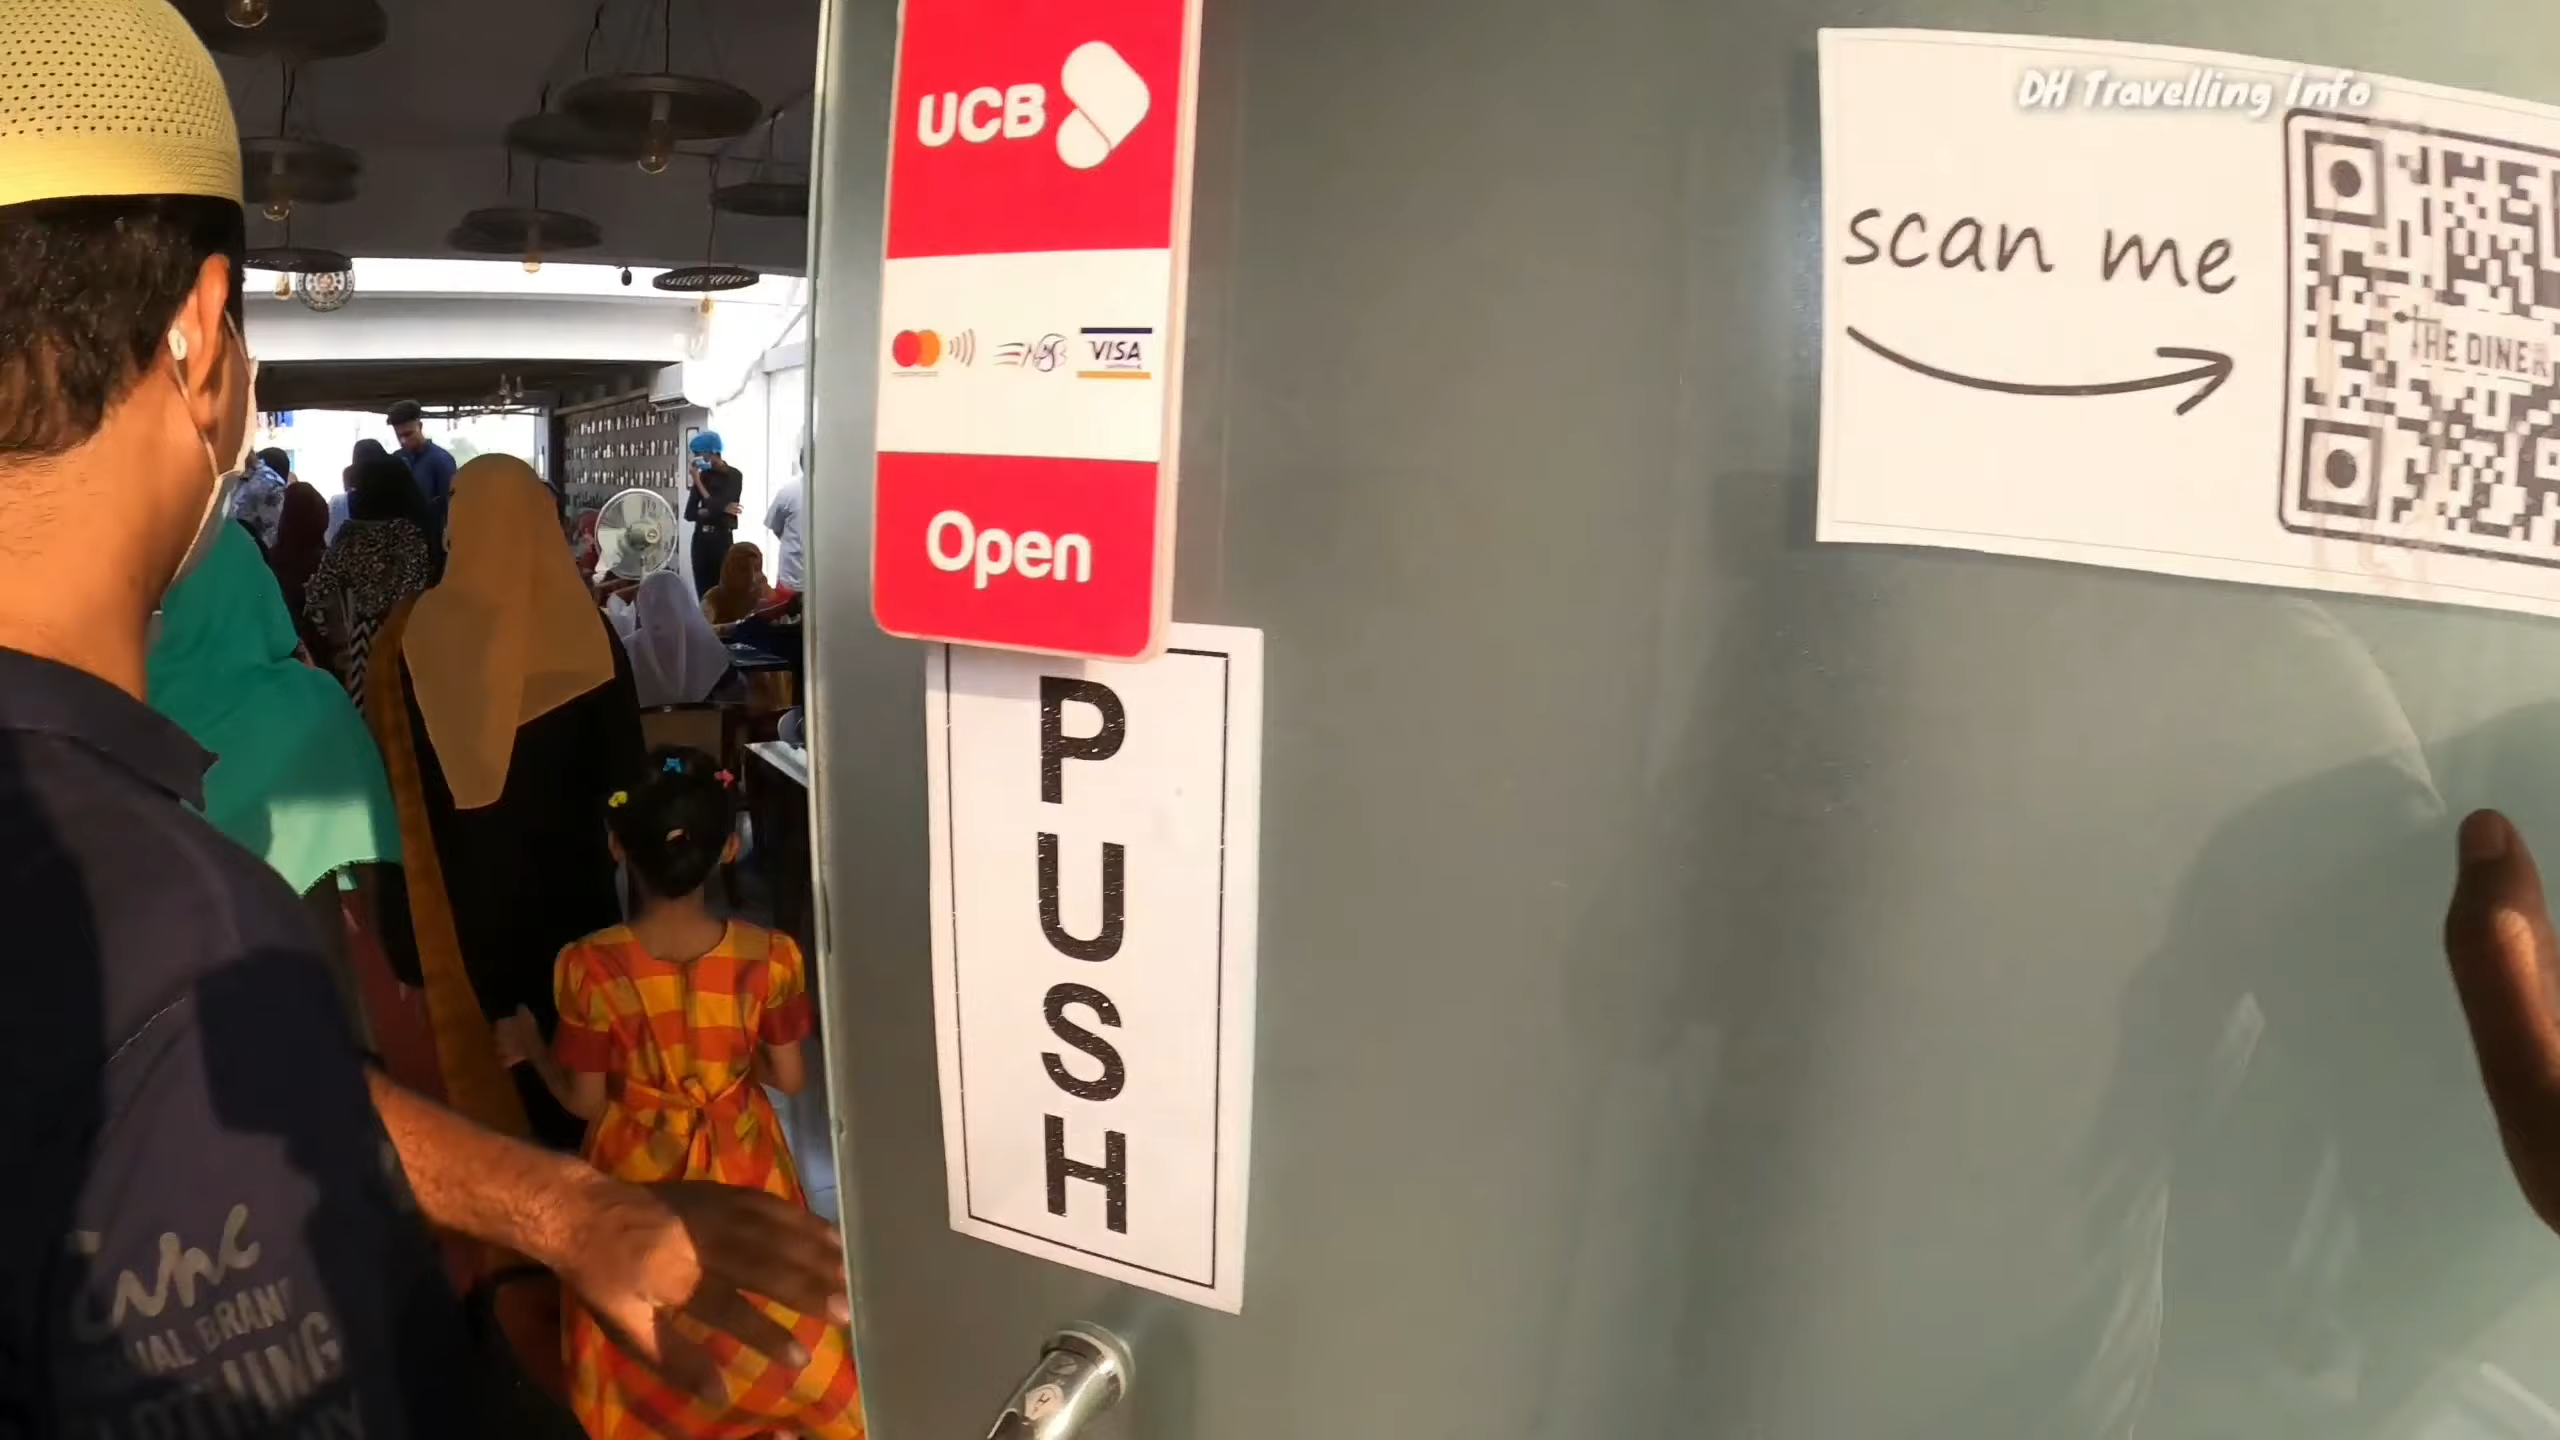 UCB
VISA
Open
PUSH
DH Travelling Info
scan me
THE DINER